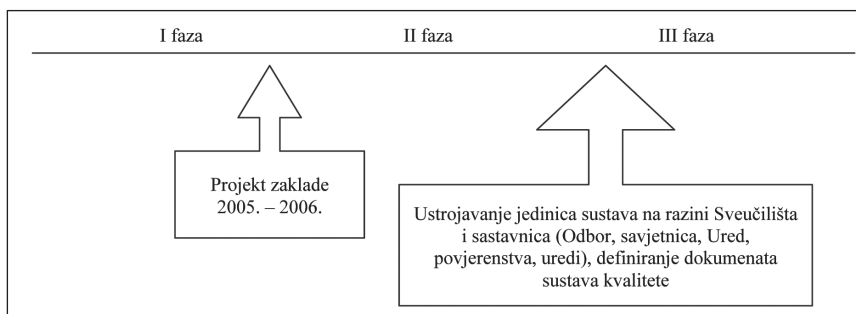 I faza II faza III faza
Projekt zaklade
2005. – 2006.
Ustrojavanje jedinica sustava na razini Sveučilišta
i sastavnica (Odbor, savjetnica, Ured,
povjerenstva, uredi), definiranje dokumenata
sustava kvalitete